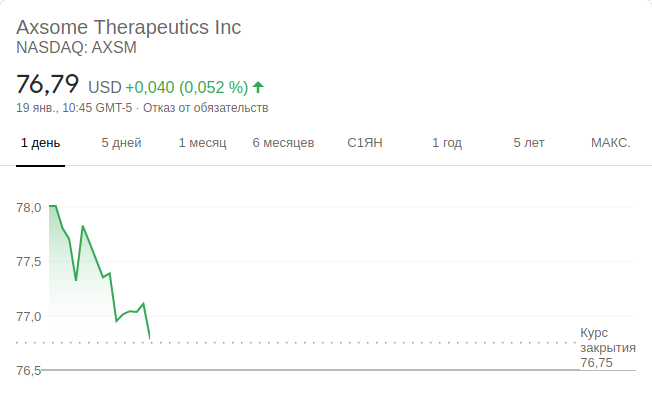 Axsome Therapeutics Inc
NASDAQ: AXSM
76,79 USD +0,040 (0,052 %)
19 янв., 10:45 GMT-5 · Отказ от обязательств
1 день 5 дней 1 месяц 6 месяцев С1ЯН 1 год 5 лет МАКС.
78,0
77,5
77,0
Курс
закрытия
76,75
76,5